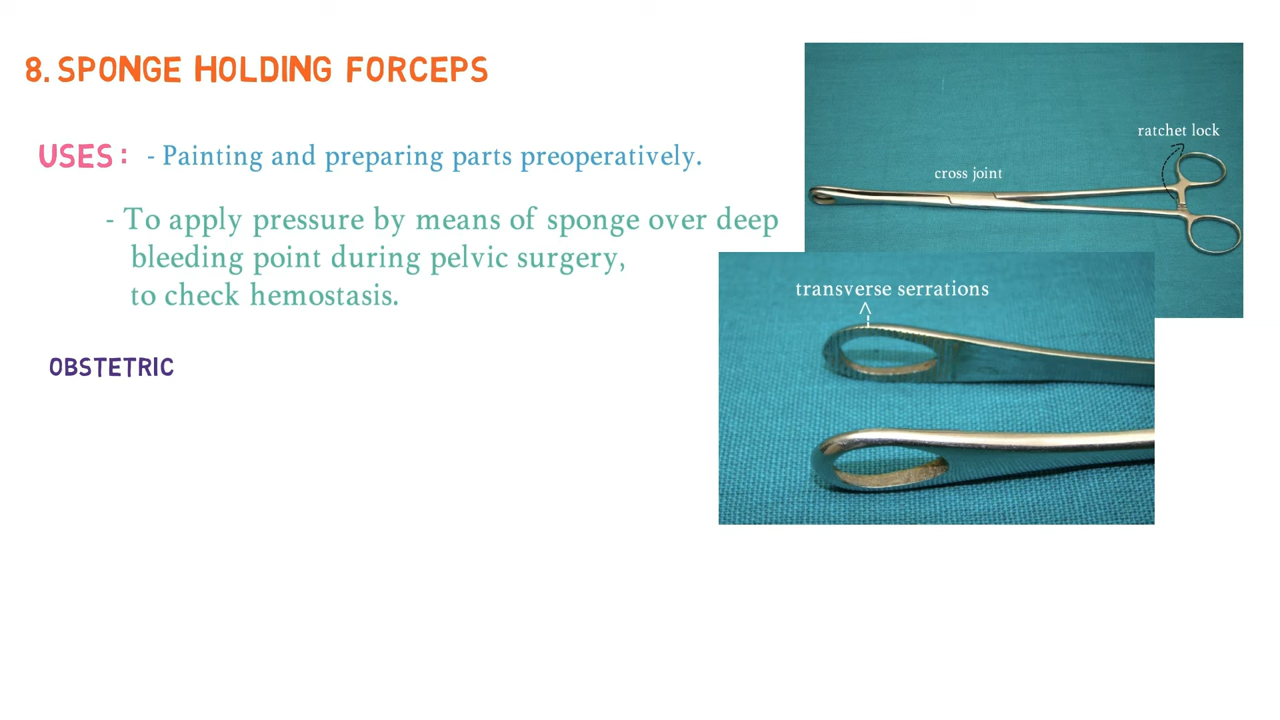 8. SPONGE HOLDING FORCEPS
USES: - Painting and preparing parts preoperatively.
- To apply pressure by means of sponge over deep
bleeding point during pelvic surgery,
to check hemostasis.
OBSTETRIC
ratchet lock
cross joint
transverse serrations